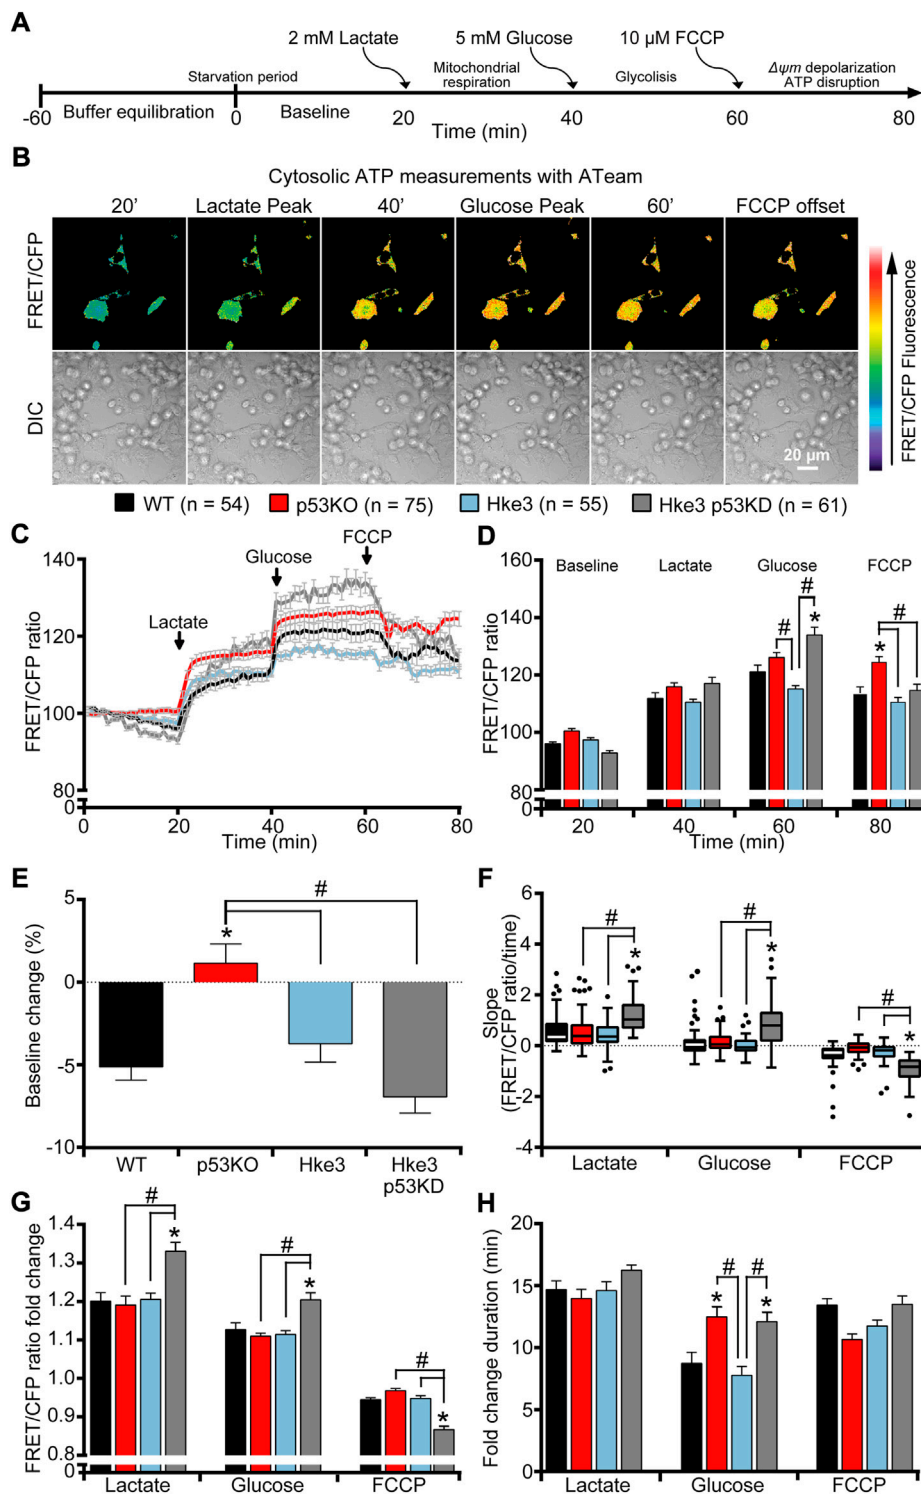 A
2 mM Lactate
5 mM Glucose
10 µM FCCP
Starvation period
Mitochondrial
respiration
Glycolisis
Δψm depolarization
ATP disruption
Buffer equilibration
Baseline
-60
0
20
40
60
80
Time (min)
B
Cytosolic ATP measurements with ATeam
20’
Lactate Peak
40’
Glucose Peak
60’
FCCP offset
FRET/CFP
DIC
20 µm
FRET/CFP Fluorescence
WT (n = 54)
p53KO (n = 75)
Hke3 (n = 55)
Hke3 p53KD (n = 61)
C
FRET/CFP ratio
140
120
100
80
0
Lactate
Glucose
FCCP
0
20
40
60
80
Time (min)
D
FRET/CFP ratio
160
140
120
100
80
0
Baseline
Lactate
Glucose
FCCP
#
#
*
#
*
20
40
60
80
Time (min)
E
Baseline change (%)
5
0
-5
-10
#
*
WT
p53KO
Hke3
Hke3
p53KD
F
Slope
(FRET/CFP ratio/time)
6
4
2
0
-2
-4
#
*
#
*
#
*
Lactate
Glucose
FCCP
G
FRET/CFP ratio fold change
1.4
1.3
1.2
1.1
1.0
0.9
0.8
0
#
*
#
*
#
*
Lactate
Glucose
FCCP
H
Fold change duration (min)
20
15
10
5
0
#
#
*
*
Lactate
Glucose
FCCP